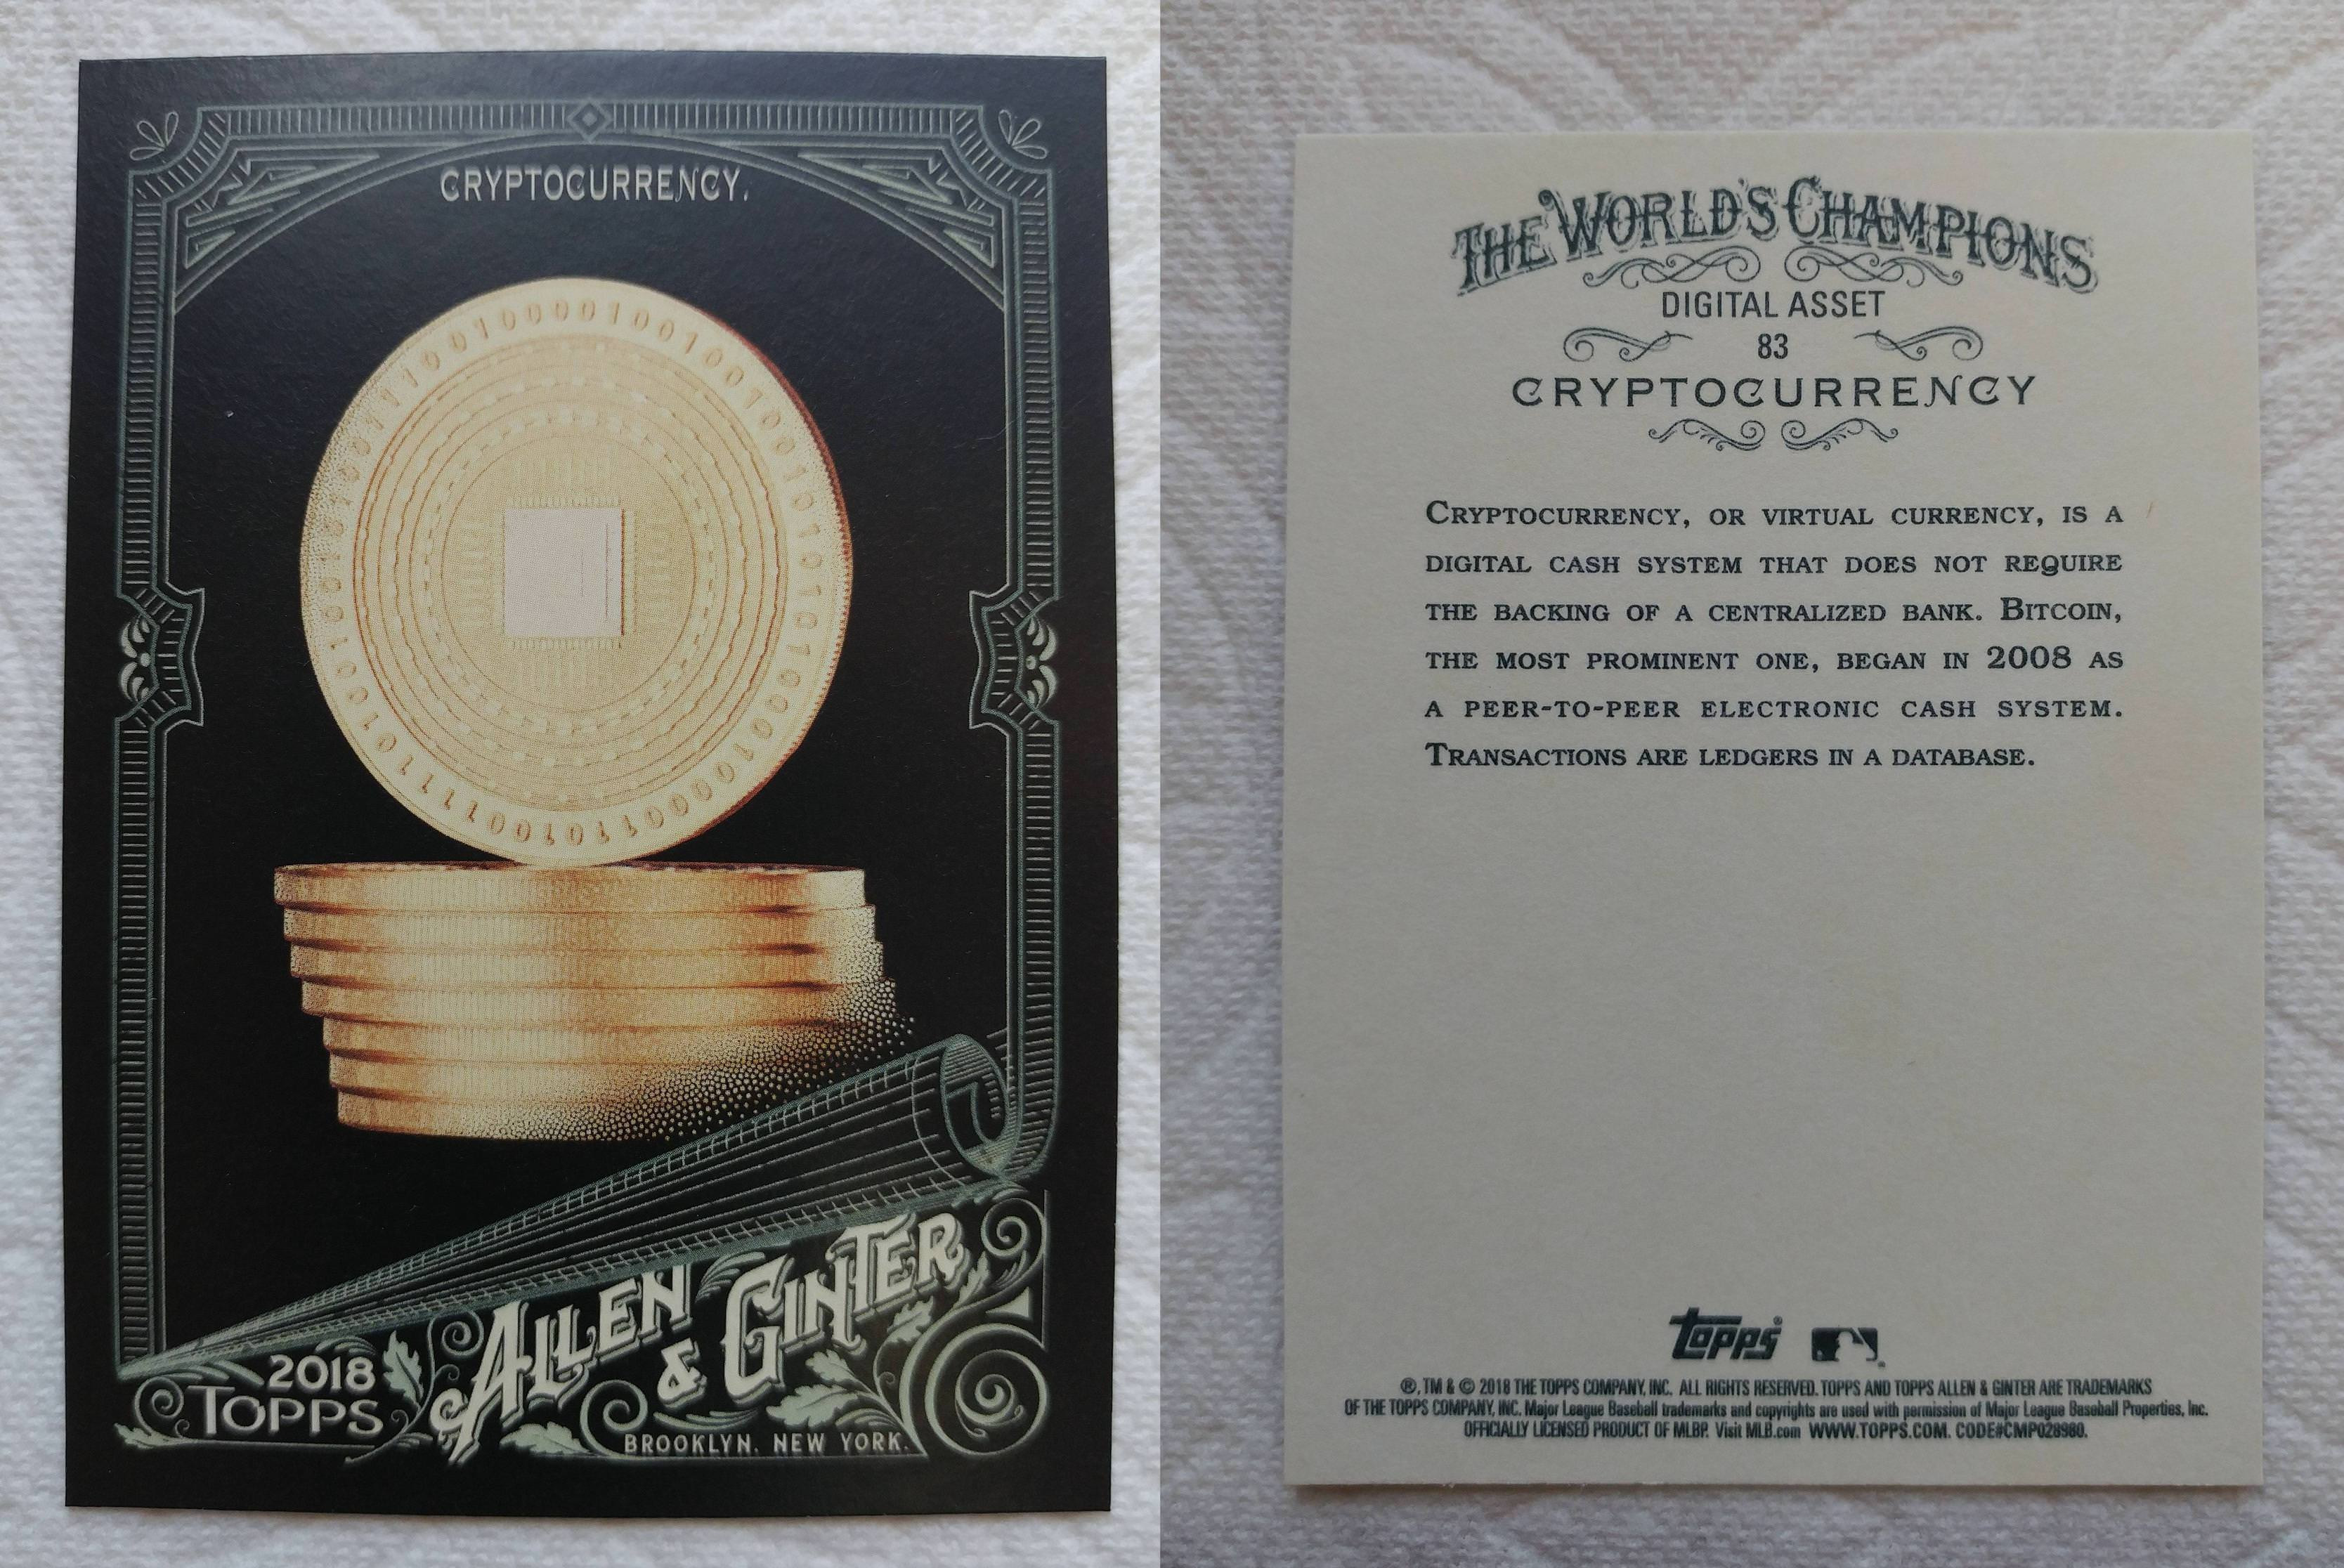 CRYPTOCURRENCY.
2018
TOPPS
ALLEN
& GINTER
BROOKLYN, NEW YORK.
THE WORLD'S CHAMPIONS
DIGITAL ASSET
83
CRYPTOCURRENCY
CRYPTOCURRENCY, OR VIRTUAL CURRENCY, IS A
DIGITAL CASH SYSTEM THAT DOES NOT REQUIRE
THE BACKING OF A CENTRALIZED BANK. BITCOIN,
THE MOST PROMINENT ONE, BEGAN IN 2008 AS
A PEER-TO-PEER ELECTRONIC CASH SYSTEM.
TRANSACTIONS ARE LEDGERS IN A DATABASE.
topps
®, TM & © 2018 THE TOPPS COMPANY, INC. ALL RIGHTS RESERVED. TOPPS AND TOPPS ALLEN & GINTER ARE TRADEMARKS
OF THE TOPPS COMPANY, INC. Major League Baseball trademarks and copyrights are used with permission of Major League Baseball Properties, Inc.
OFFICIALLY LICENSED PRODUCT OF MLBP. Visit MLB.com WWW.TOPPS.COM. CODE#CMP028980.